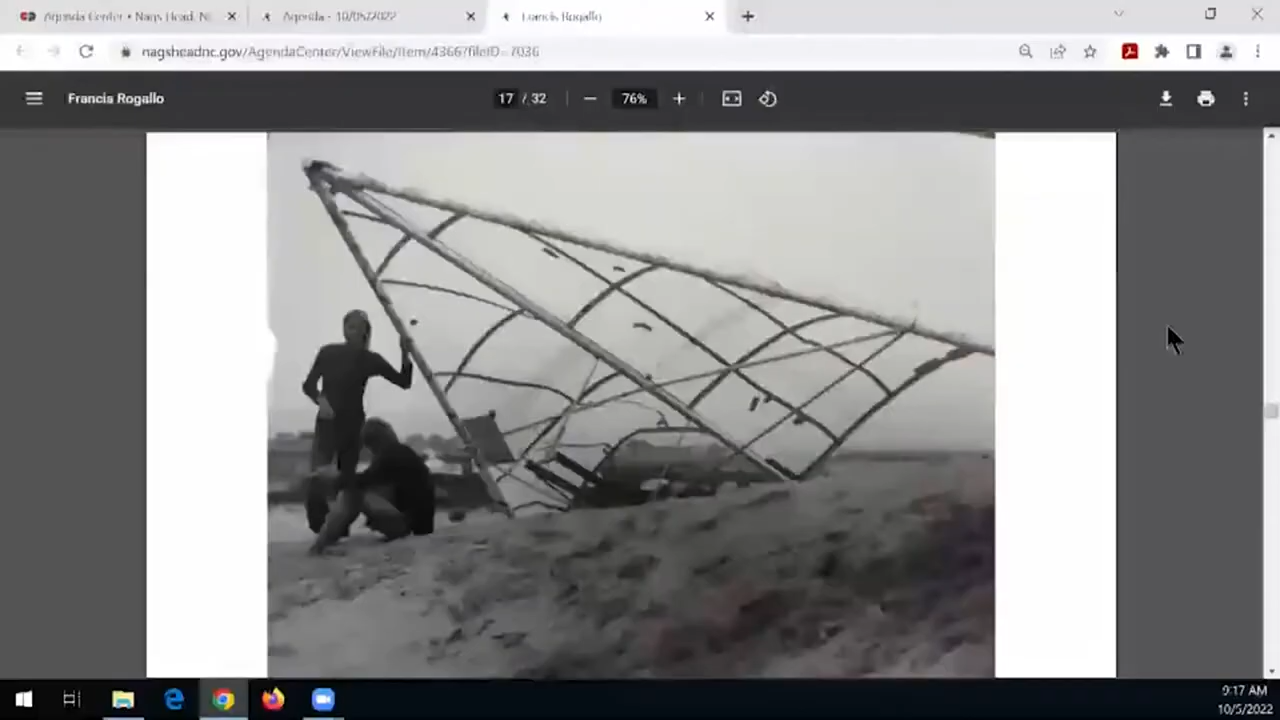 Agenda Center • Nags Head, N
Agenda - 10/05/2022
Francis Rogallo
nagsheadnc.gov/AgendaCenter/ViewFile/Item/4366?fileID=7036
Francis Rogallo
17 / 32
76%
9:17 AM
10/5/2022